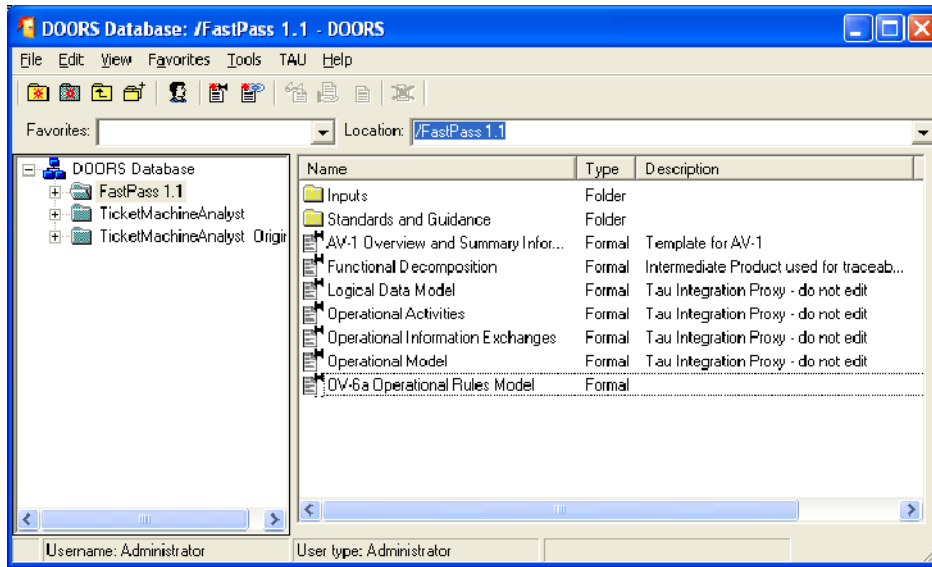 DOORS Database: /FastPass 1.1 - DOORS
File Edit View Favorites Tools TAU Help
Favorites: Location: /FastPass 1.1
DOORS Database
FastPass 1.1
TicketMachineAnalyst
TicketMachineAnalyst Origin
Name Type Description
Inputs Folder
Standards and Guidance Folder
AV-1 Overview and Summary Infor... Formal Template for AV-1
Functional Decomposition Formal Intermediate Product used for traceab...
Logical Data Model Formal Tau Integration Proxy - do not edit
Operational Activities Formal Tau Integration Proxy - do not edit
Operational Information Exchanges Formal Tau Integration Proxy - do not edit
Operational Model Formal Tau Integration Proxy - do not edit
OV-6a Operational Rules Model Formal
Username: Administrator User type: Administrator